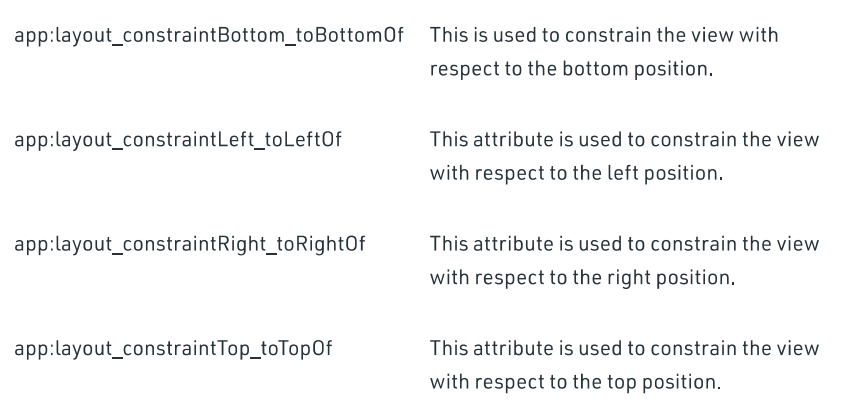 app:layout_constraintBottom_toBottomOf This is used to constrain the view with
respect to the bottom position.
app:layout_constraintLeft_toLeftOf This attribute is used to constrain the view
with respect to the left position.
app:layout_constraintRight_toRightOf This attribute is used to constrain the view
with respect to the right position.
app:layout_constraintTop_toTopOf This attribute is used to constrain the view
with respect to the top position.